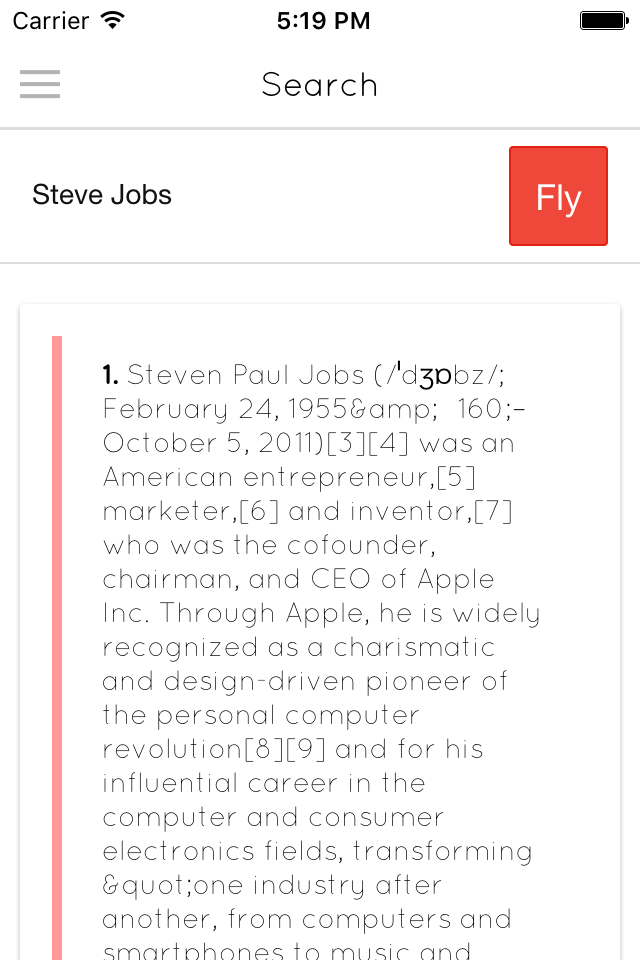 Carrier 5:19 PM
Search
Steve Jobs
Fly
1. Steven Paul Jobs (/ˈdʒɒbz/;
February 24, 1955&amp; 160;–
October 5, 2011)[3][4] was an
American entrepreneur,[5]
marketer,[6] and inventor,[7]
who was the cofounder,
chairman, and CEO of Apple
Inc. Through Apple, he is widely
recognized as a charismatic
and design-driven pioneer of
the personal computer
revolution[8][9] and for his
influential career in the
computer and consumer
electronics fields, transforming
&quot;one industry after
another, from computers and
smartphones to music and